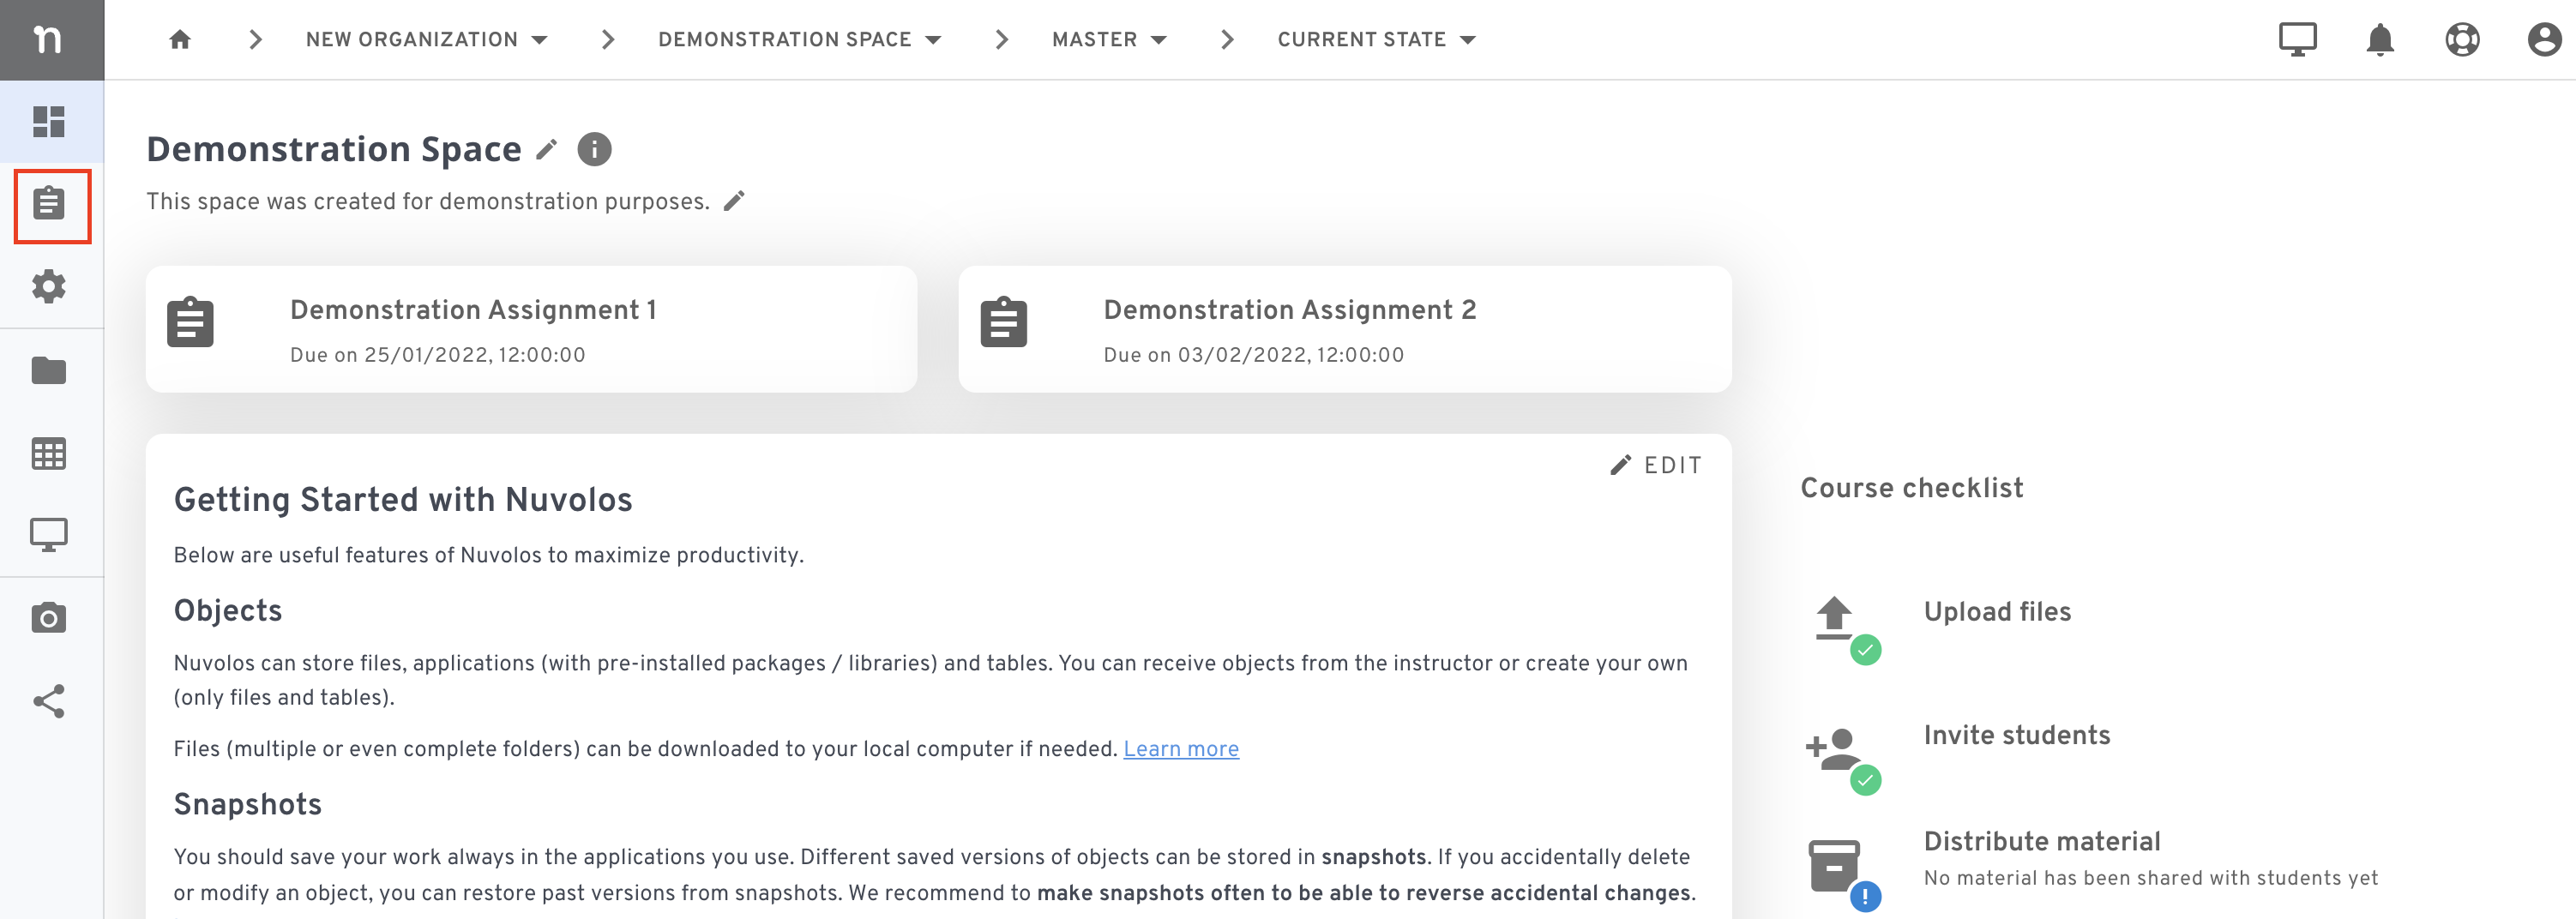 n
NEW ORGANIZATION
DEMONSTRATION SPACE
MASTER
CURRENT STATE
Demonstration Space
This space was created for demonstration purposes.
Demonstration Assignment 1
Due on 25/01/2022, 12:00:00
Demonstration Assignment 2
Due on 03/02/2022, 12:00:00
EDIT
Getting Started with Nuvolos
Below are useful features of Nuvolos to maximize productivity.
Objects
Nuvolos can store files, applications (with pre-installed packages / libraries) and tables. You can receive objects from the instructor or create your own
(only files and tables).
Files (multiple or even complete folders) can be downloaded to your local computer if needed. Learn more
Snapshots
You should save your work always in the applications you use. Different saved versions of objects can be stored in snapshots. If you accidentally delete
or modify an object, you can restore past versions from snapshots. We recommend to make snapshots often to be able to reverse accidental changes.
Course checklist
Upload files
Invite students
Distribute material
No material has been shared with students yet